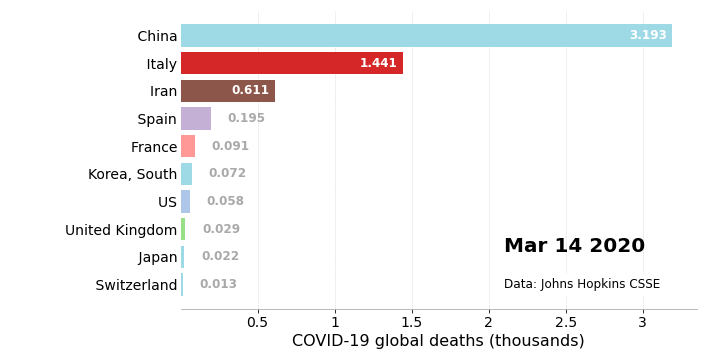 China 3.193
Italy 1.441
Iran 0.611
Spain 0.195
France 0.091
Korea, South 0.072
US 0.058
United Kingdom 0.029
Japan 0.022
Switzerland 0.013
Mar 14 2020
Data: Johns Hopkins CSSE
0.5 1 1.5 2 2.5 3
COVID-19 global deaths (thousands)